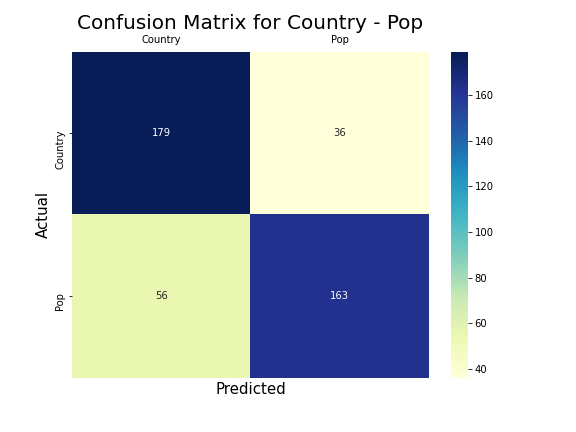 Confusion Matrix for Country - Pop
Country Pop
Country 179 36
Pop 56 163
Actual
Predicted
160
140
120
100
80
60
40